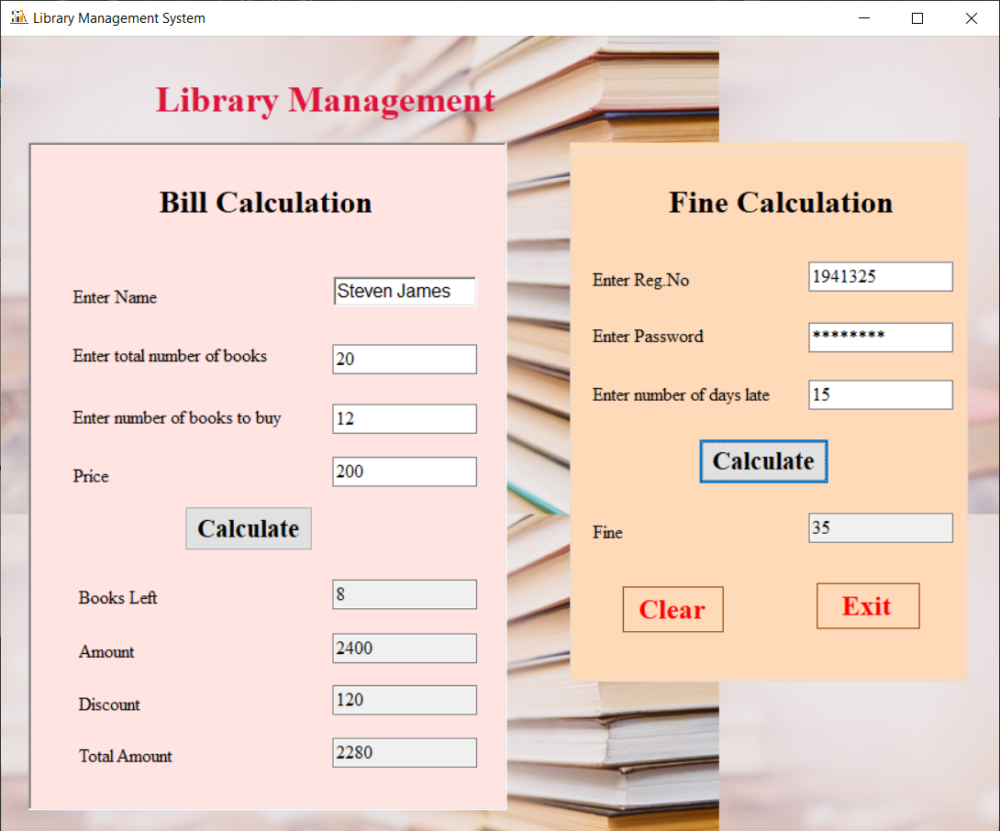 Library Management System
Library Management
Bill Calculation
Enter Name
Steven James
Enter total number of books
20
Enter number of books to buy
12
Price
200
Calculate
Books Left
8
Amount
2400
Discount
120
Total Amount
2280
Fine Calculation
Enter Reg.No
1941325
Enter Password
********
Enter number of days late
15
Calculate
Fine
35
Clear
Exit